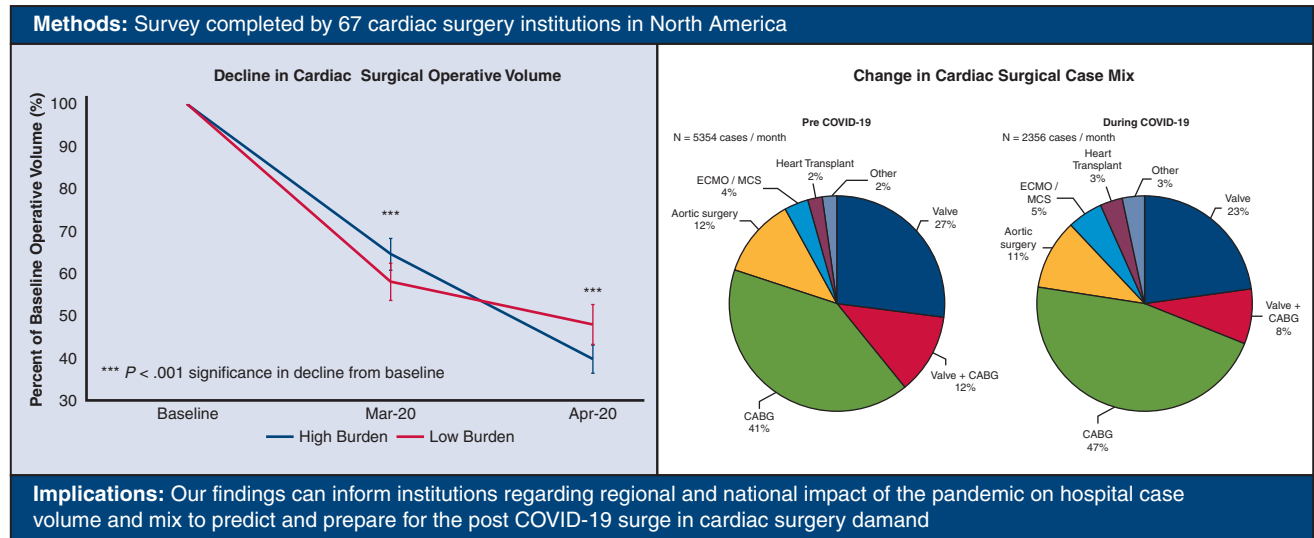 Methods: Survey completed by 67 cardiac surgery institutions in North America
Decline in Cardiac Surgical Operative Volume
Percent of Baseline Operative Volume (%)
100
90
80
70
60
50
40
30
***
***
*** P < .001 significance in decline from baseline
Baseline
Mar-20
Apr-20
High Burden
Low Burden
Change in Cardiac Surgical Case Mix
Pre COVID-19
N = 5354 cases / month
Heart Transplant
2%
Other
2%
ECMO / MCS
4%
Aortic surgery
12%
Valve
27%
Valve + CABG
12%
CABG
41%
During COVID-19
N = 2356 cases / month
Heart
Transplant
3%
Other
3%
ECMO /
MCS
5%
Aortic
surgery
11%
Valve
23%
Valve +
CABG
8%
CABG
47%
Implications: Our findings can inform institutions regarding regional and national impact of the pandemic on hospital case
volume and mix to predict and prepare for the post COVID-19 surge in cardiac surgery damand